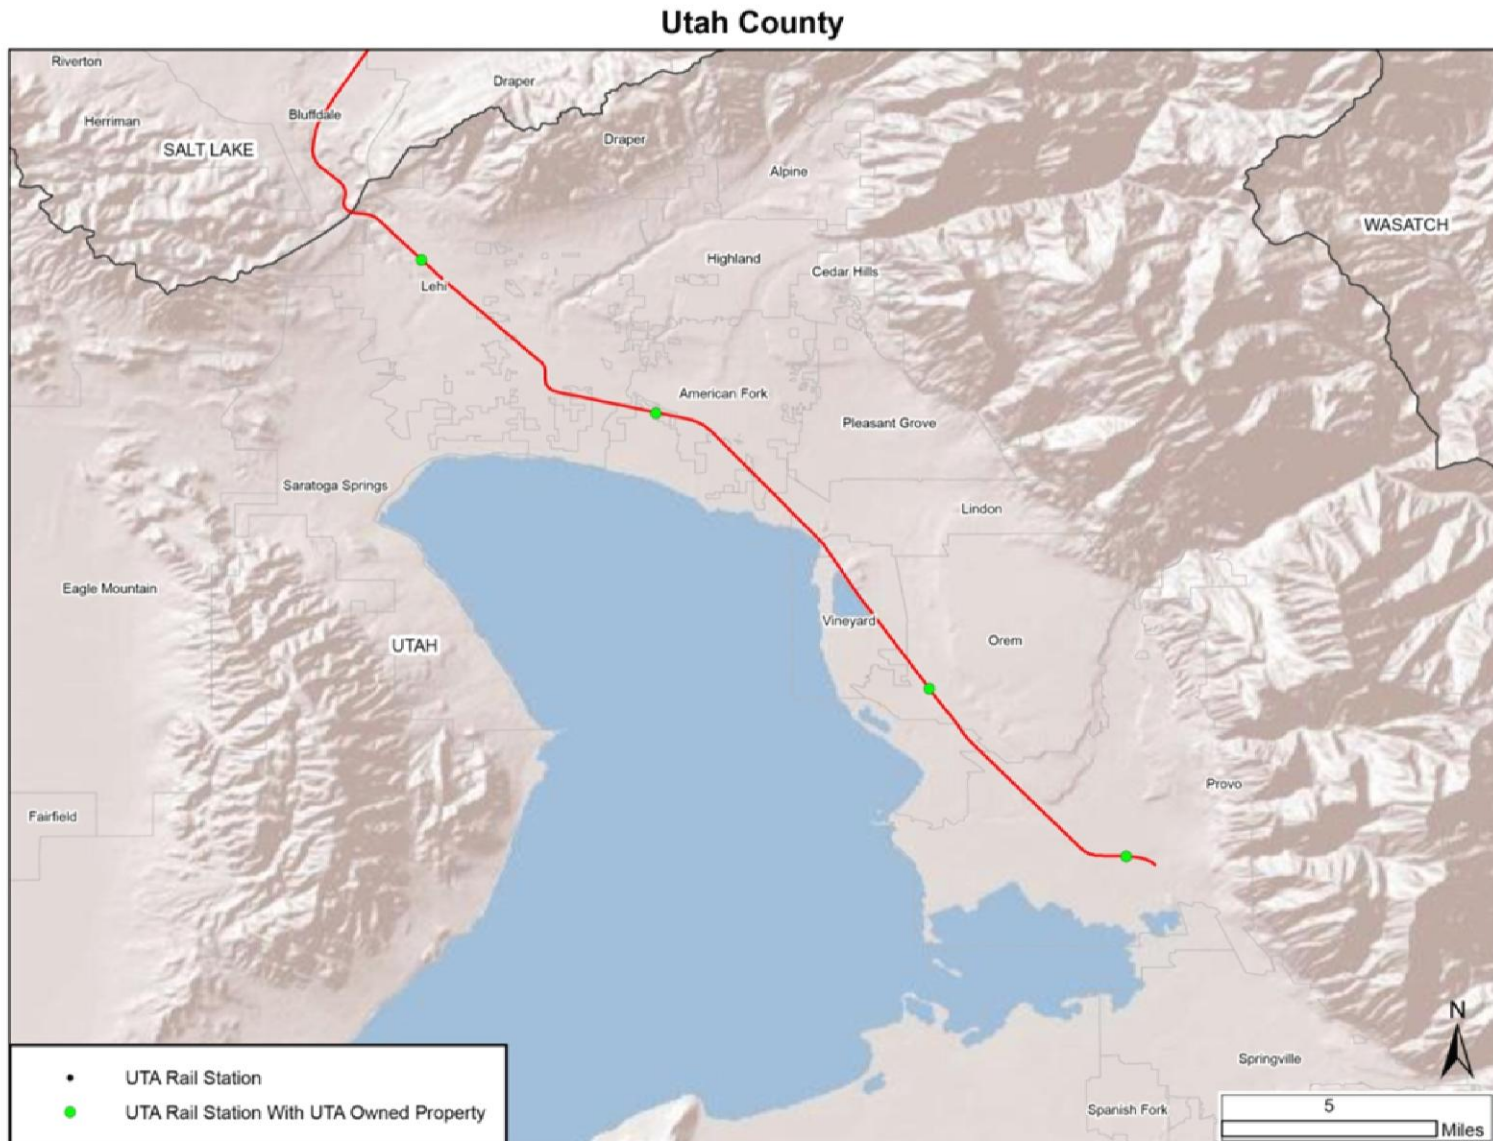 Utah County
Riverton
Draper
Bluffdale
Herriman
Draper
SALT LAKE
Alpine
WASATCH
Highland
Cedar Hills
Lehi
American Fork
Pleasant Grove
Saratoga Springs
Lindon
Eagle Mountain
Vineyard
Orem
UTAH
Provo
Fairfield
N
Springville
UTA Rail Station
5
Spanish Fork
UTA Rail Station With UTA Owned Property
Miles